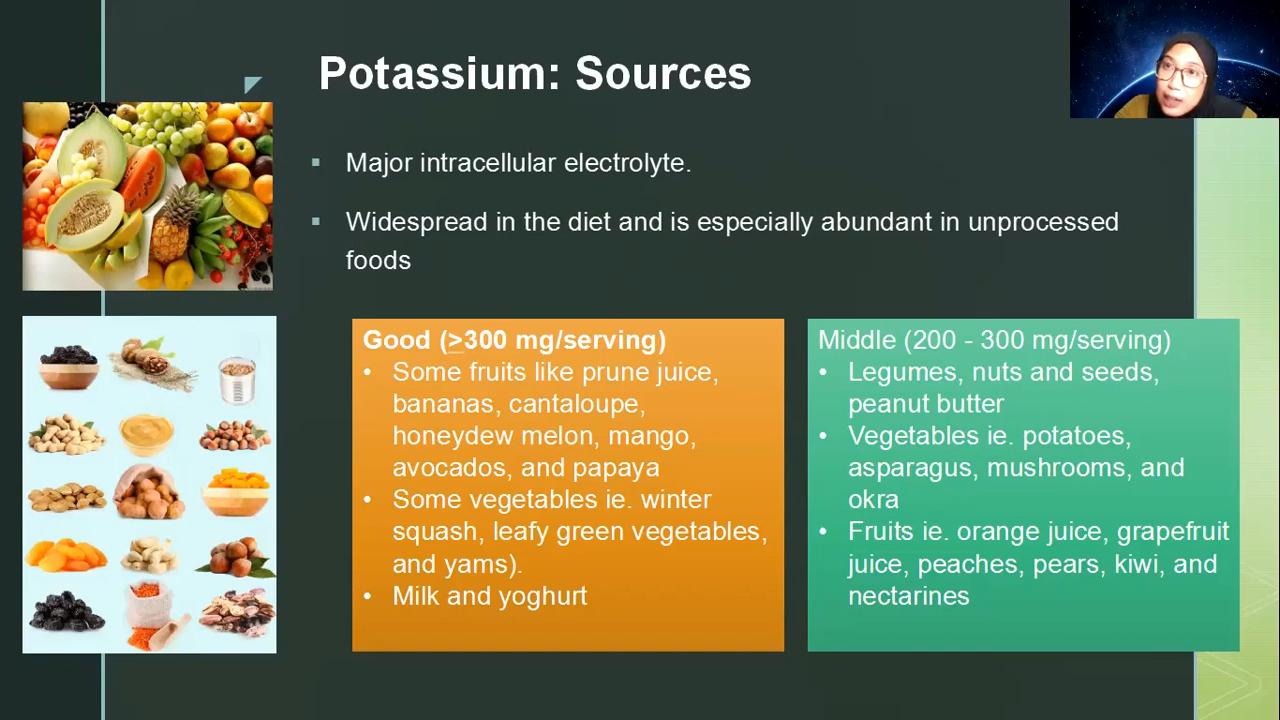 Potassium: Sources
▪ Major intracellular electrolyte.
▪ Widespread in the diet and is especially abundant in unprocessed
foods
Good (>300 mg/serving)
• Some fruits like prune juice,
bananas, cantaloupe,
honeydew melon, mango,
avocados, and papaya
• Some vegetables ie. winter
squash, leafy green vegetables,
and yams).
• Milk and yoghurt
Middle (200 - 300 mg/serving)
• Legumes, nuts and seeds,
peanut butter
• Vegetables ie. potatoes,
asparagus, mushrooms, and
okra
• Fruits ie. orange juice, grapefruit
juice, peaches, pears, kiwi, and
nectarines